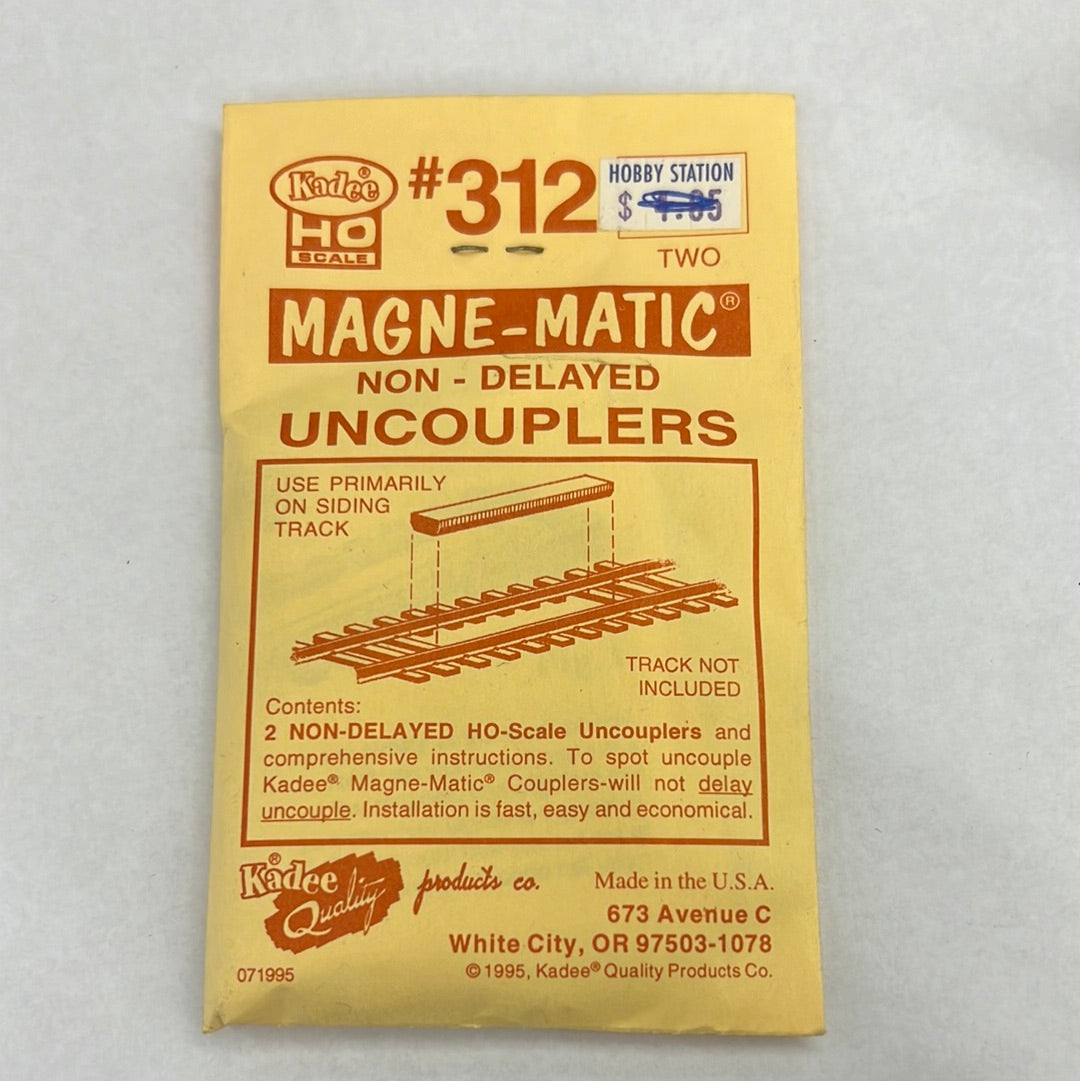 Kadee®
HO
SCALE
#312
HOBBY STATION
$
TWO
MAGNE-MATIC®
NON - DELAYED
UNCOUPLERS
USE PRIMARILY
ON SIDING
TRACK
TRACK NOT
INCLUDED
Contents:
2 NON-DELAYED HO-Scale Uncouplers and
comprehensive instructions. To spot uncouple
Kadee® Magne-Matic® Couplers-will not delay
uncouple. Installation is fast, easy and economical.
Kadee®
Quality
products co.
Made in the U.S.A.
673 Avenue C
White City, OR 97503-1078
071995
©1995, Kadee® Quality Products Co.